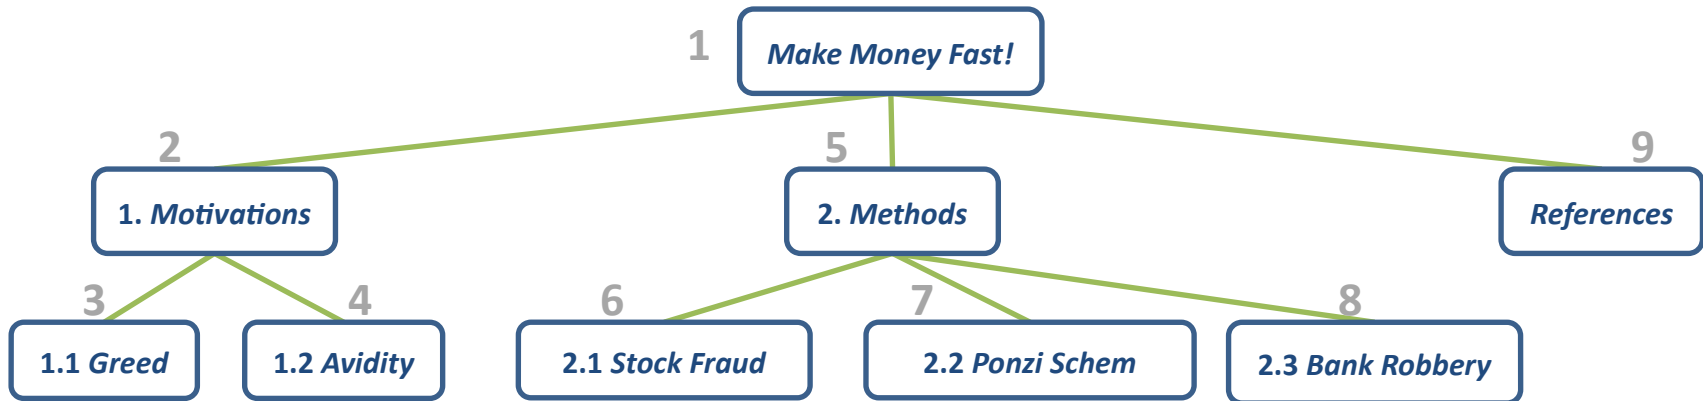 1 Make Money Fast!
2 5 9
1. Motivations 2. Methods References
3 4 6 7 8
1.1 Greed 1.2 Avidity 2.1 Stock Fraud 2.2 Ponzi Schem 2.3 Bank Robbery